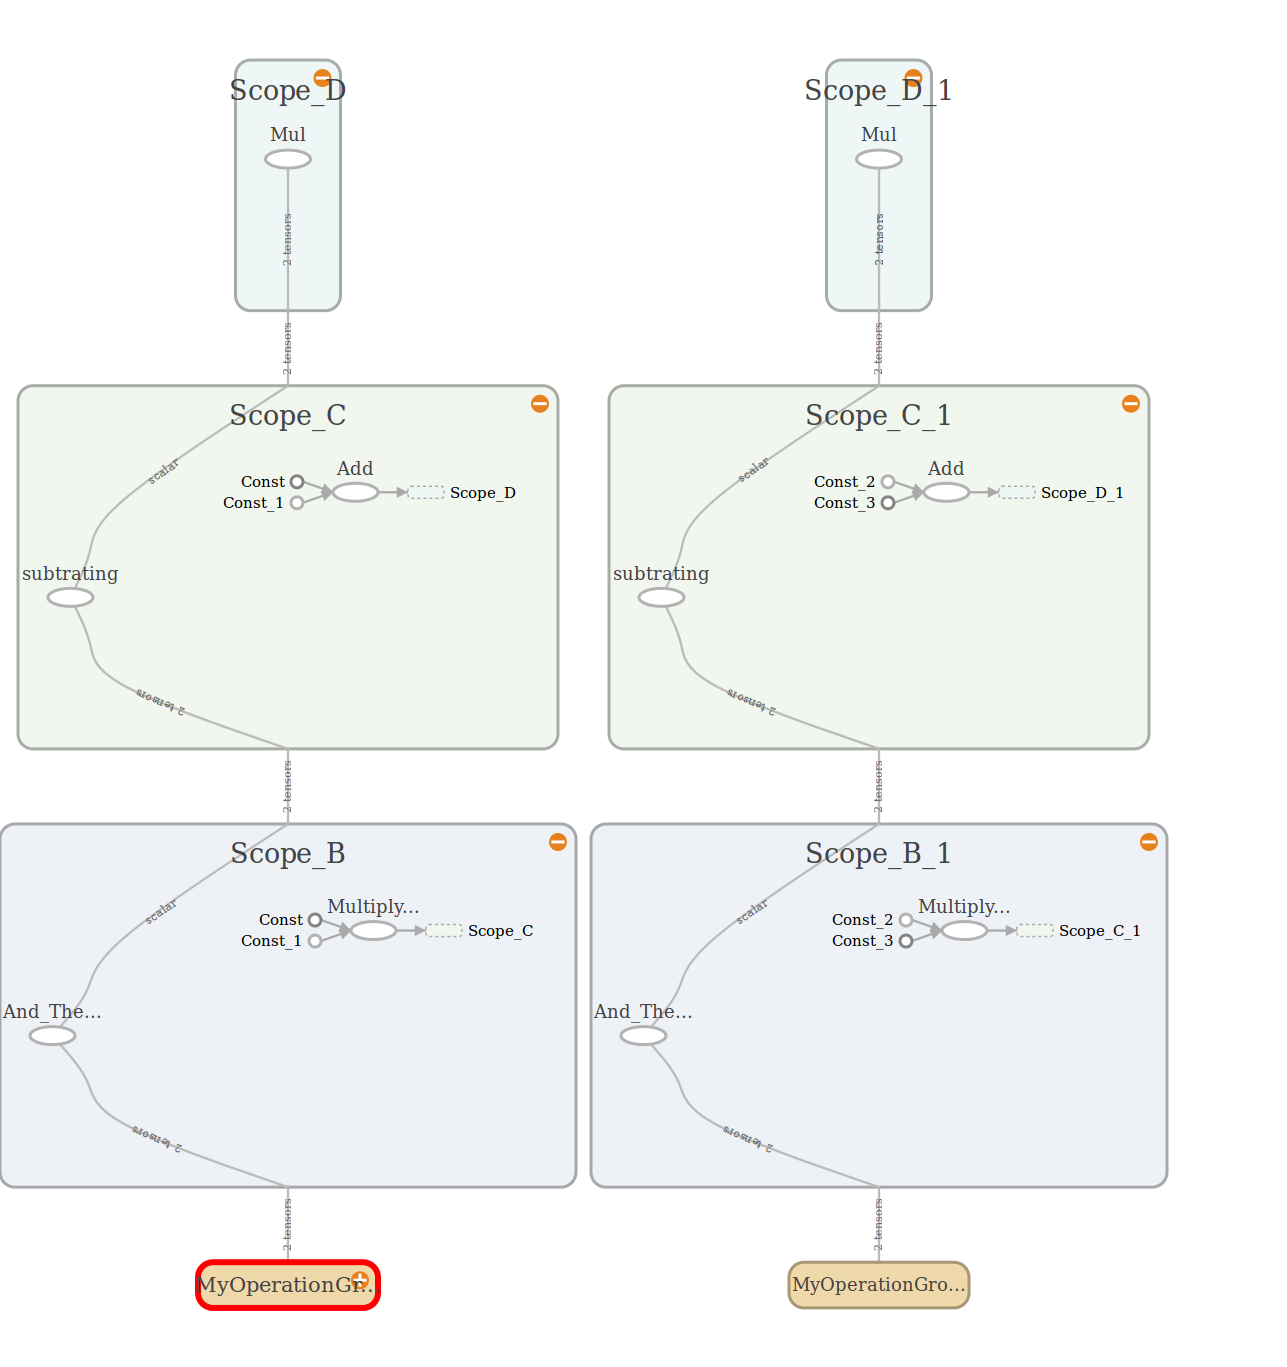 Scope_D
Mul
2 tensors
2 tensors
Scope_C
scalar
Add
Const
Const_1
Scope_D
subtrating
2 tensors
2 tensors
Scope_B
scalar
Multiply...
Const
Const_1
Scope_C
And_The...
2 tensors
2 tensors
MyOperationGr...
Scope_D_1
Mul
2 tensors
2 tensors
Scope_C_1
scalar
Add
Const_2
Const_3
Scope_D_1
subtrating
2 tensors
2 tensors
Scope_B_1
scalar
Multiply...
Const_2
Const_3
Scope_C_1
And_The...
2 tensors
2 tensors
MyOperationGro...